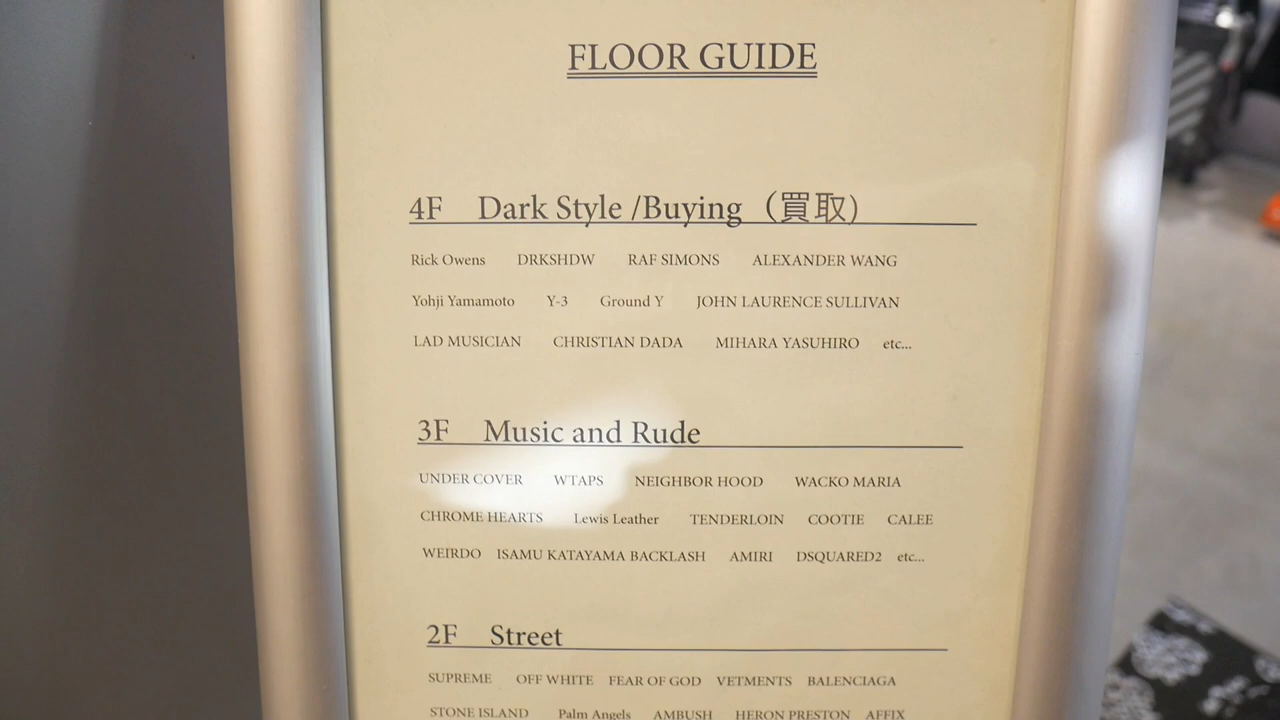 FLOOR GUIDE
4F Dark Style /Buying（買取）
Rick Owens DRKSHDW RAF SIMONS ALEXANDER WANG
Yohji Yamamoto Y-3 Ground Y JOHN LAURENCE SULLIVAN
LAD MUSICIAN CHRISTIAN DADA MIHARA YASUHIRO etc...
3F Music and Rude
UNDER COVER WTAPS NEIGHBOR HOOD WACKO MARIA
CHROME HEARTS Lewis Leather TENDERLOIN COOTIE CALEE
WEIRDO ISAMU KATAYAMA BACKLASH AMIRI DSQUARED2 etc...
2F Street
SUPREME OFF WHITE FEAR OF GOD VETMENTS BALENCIAGA
STONE ISLAND Palm Angels AMBUSH HERON PRESTON AFFIX